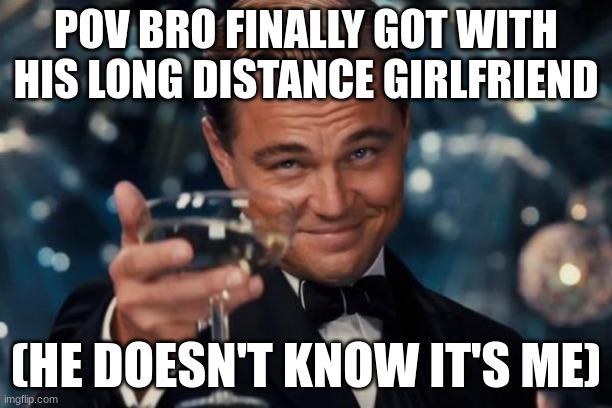 POV BRO FINALLY GOT WITH
HIS LONG DISTANCE GIRLFRIEND
(HE DOESN'T KNOW IT'S ME)
imgflip.com